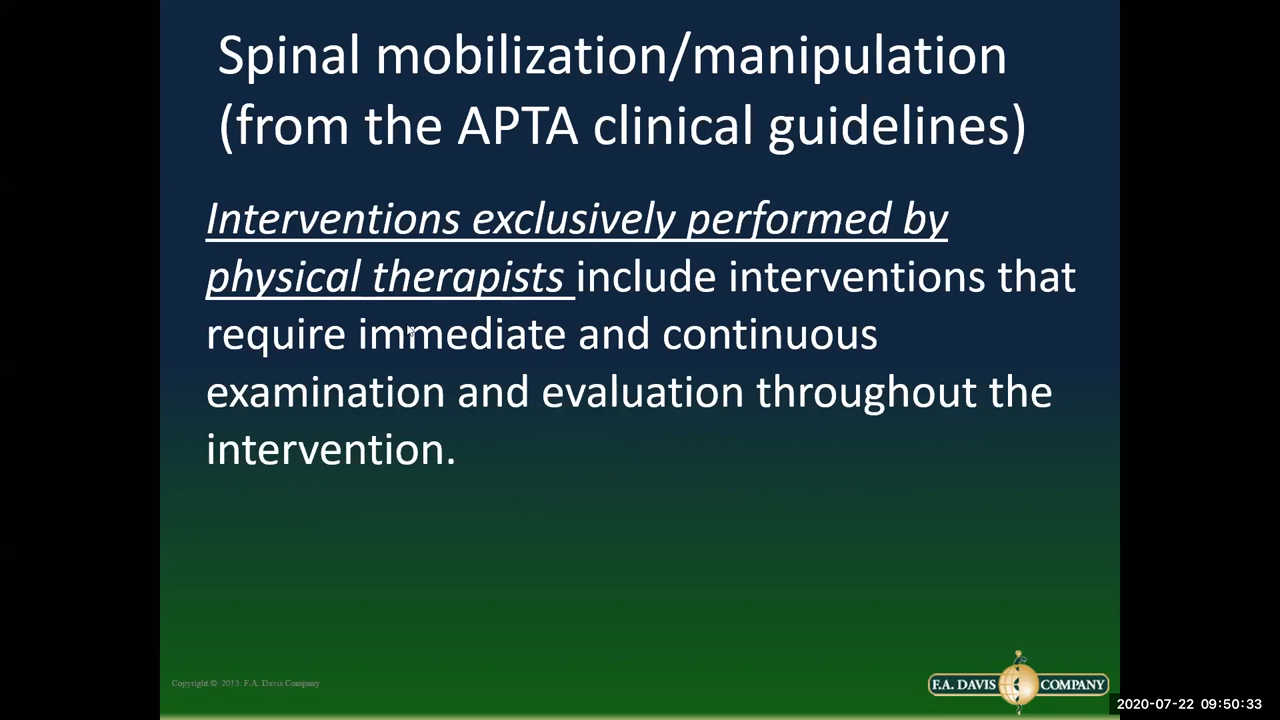 Spinal mobilization/manipulation
(from the APTA clinical guidelines)
Interventions exclusively performed by
physical therapists include interventions that
require immediate and continuous
examination and evaluation throughout the
intervention.
Copyright © 2013. F.A. Davis Company
F.A. DAVIS COMPANY
2020-07-22 09:50:33